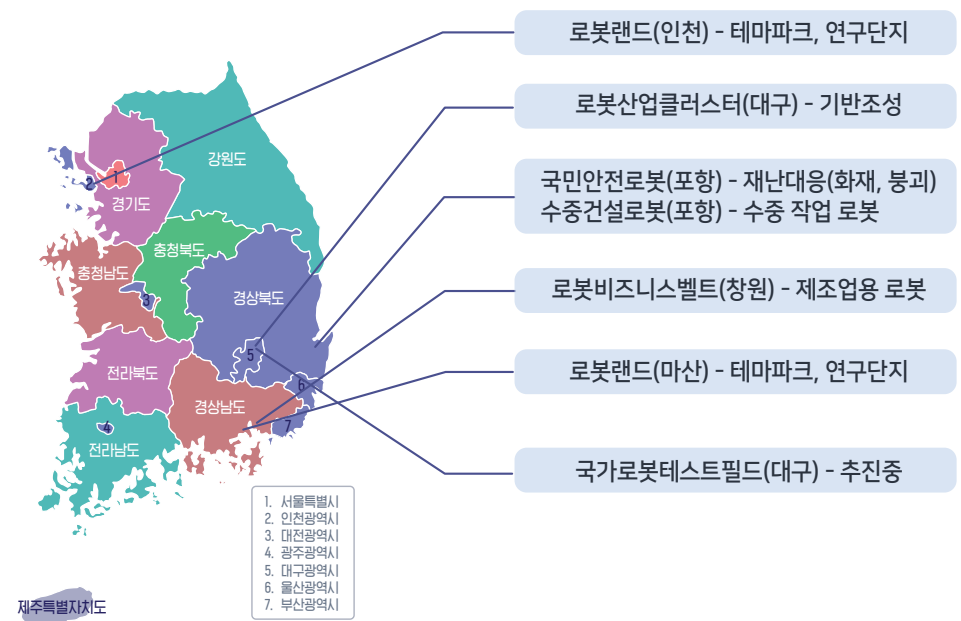 로봇랜드(인천) - 테마파크, 연구단지
로봇산업클러스터(대구) - 기반조성
국민안전로봇(포항) - 재난대응(화재, 붕괴)
수중건설로봇(포항) - 수중 작업 로봇
로봇비즈니스벨트(창원) - 제조업용 로봇
로봇랜드(마산) - 테마파크, 연구단지
국가로봇테스트필드(대구) - 추진중
강원도
1
2
경기도
충청북도
충청남도
3
경상북도
5
전라북도
6
경상남도
7
4
전라남도
1. 서울특별시
2. 인천광역시
3. 대전광역시
4. 광주광역시
5. 대구광역시
6. 울산광역시
7. 부산광역시
제주특별자치도